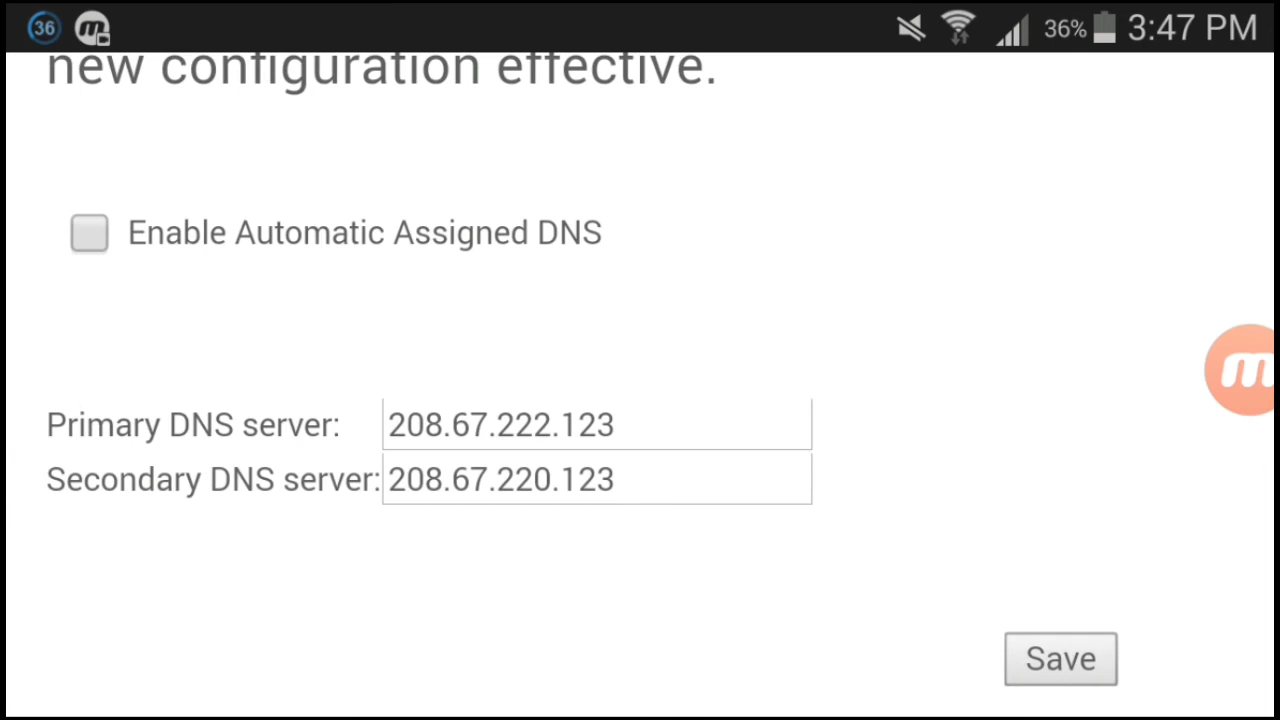 36 m 36% 3:47 PM
new configuration effective.
Enable Automatic Assigned DNS
Primary DNS server: 208.67.222.123
m
Secondary DNS server: 208.67.220.123
Save